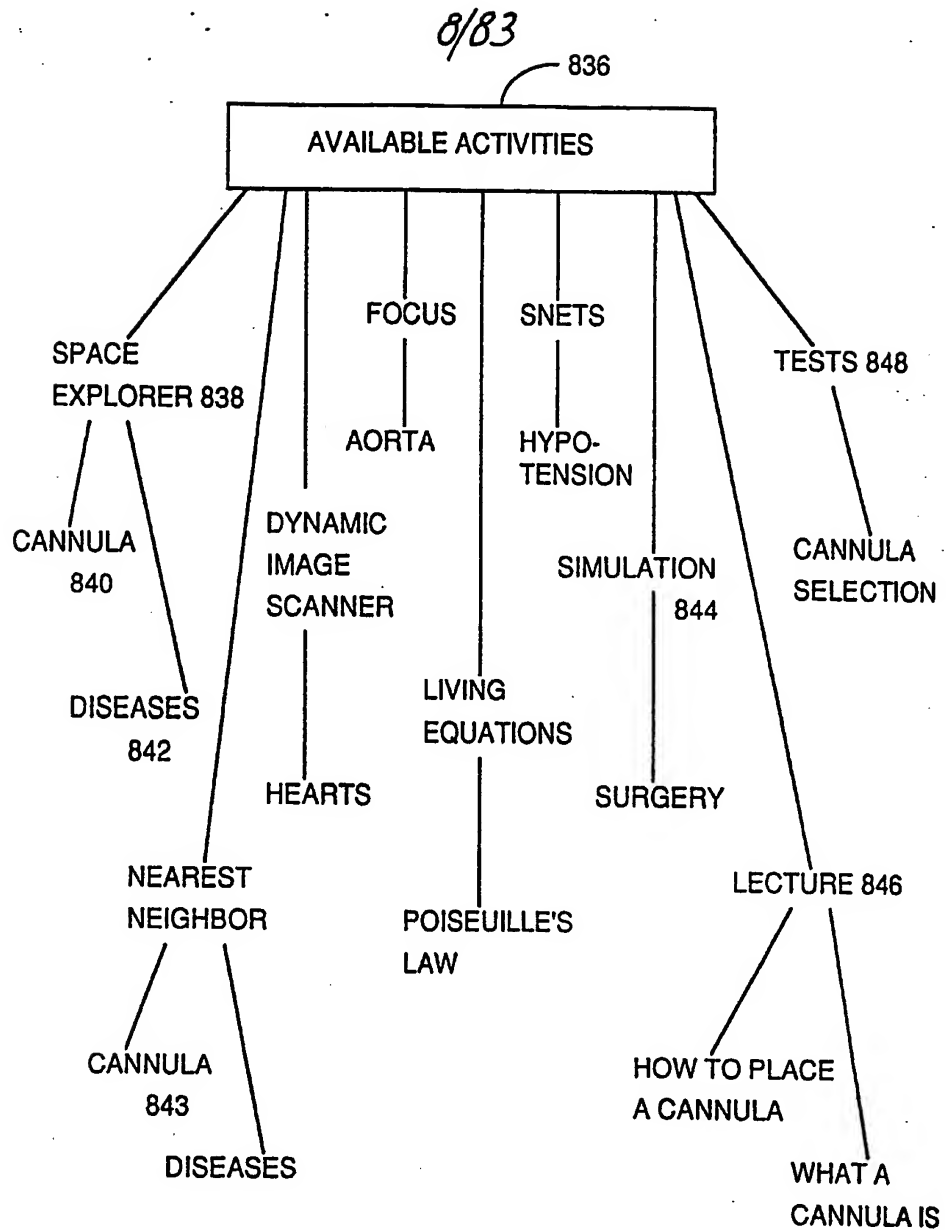 8/83
836
AVAILABLE ACTIVITIES
FOCUS
SNETS
SPACE
EXPLORER 838
TESTS 848
AORTA
HYPO-
TENSION
DYNAMIC
IMAGE
SCANNER
CANNULA
840
SIMULATION
844
CANNULA
SELECTION
DISEASES
842
LIVING
EQUATIONS
HEARTS
SURGERY
NEAREST
NEIGHBOR
LECTURE 846
POISEUILLE'S
LAW
CANNULA
843
HOW TO PLACE
A CANNULA
DISEASES
WHAT A
CANNULA IS